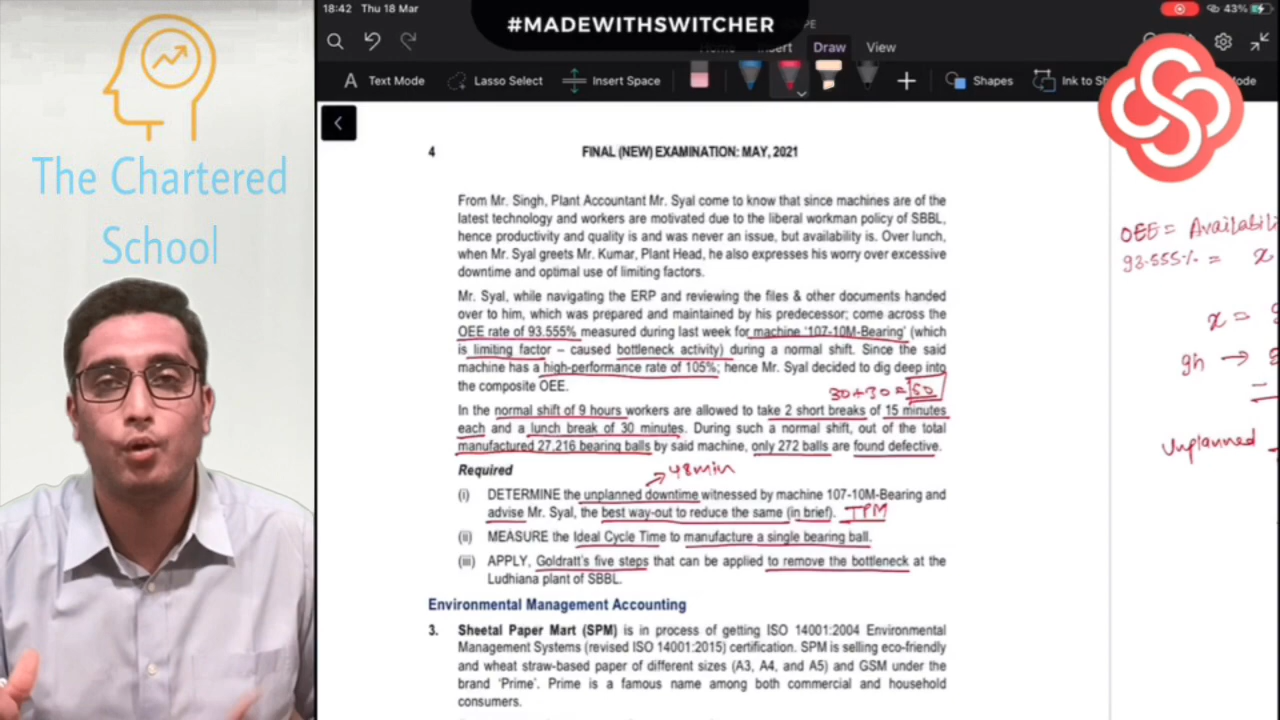 18:42 Thu 18 Mar
#MADEWITHSWITCHER
43%
Insert Draw View
Text Mode Lasso Select Insert Space Shapes Ink to
The Chartered
School
4 FINAL (NEW) EXAMINATION: MAY, 2021
From Mr. Singh, Plant Accountant Mr. Syal come to know that since machines are of the
latest technology and workers are motivated due to the liberal workman policy of SBBL,
hence productivity and quality is and was never an issue, but availability is. Over lunch,
when Mr. Syal greets Mr. Kumar, Plant Head, he also expresses his worry over excessive
downtime and optimal use of limiting factors.
Mr. Syal, while navigating the ERP and reviewing the files & other documents handed
over to him, which was prepared and maintained by his predecessor; come across the
OEE rate of 93.555% measured during last week for machine '107-10M-Bearing' (which
is limiting factor – caused bottleneck activity) during a normal shift. Since the said
machine has a high-performance rate of 105%; hence Mr. Syal decided to dig deep into
the composite OEE.
30+30=
In the normal shift of 9 hours workers are allowed to take 2 short breaks of 15 minutes
each and a lunch break of 30 minutes. During such a normal shift, out of the total
manufactured 27,216 bearing balls by said machine, only 272 balls are found defective.
Required → 48min
(i) DETERMINE the unplanned downtime witnessed by machine 107-10M-Bearing and
advise Mr. Syal, the best way-out to reduce the same (in brief). TPM
(ii) MEASURE the Ideal Cycle Time to manufacture a single bearing ball.
(iii) APPLY, Goldratt's five steps that can be applied to remove the bottleneck at the
Ludhiana plant of SBBL.
Environmental Management Accounting
3. Sheetal Paper Mart (SPM) is in process of getting ISO 14001:2004 Environmental
Management Systems (revised ISO 14001:2015) certification. SPM is selling eco-friendly
and wheat straw-based paper of different sizes (A3, A4, and A5) and GSM under the
brand 'Prime'. Prime is a famous name among both commercial and household
consumers.
OEE = Availabili
93.555% = x
x =
9h →
Unplanned